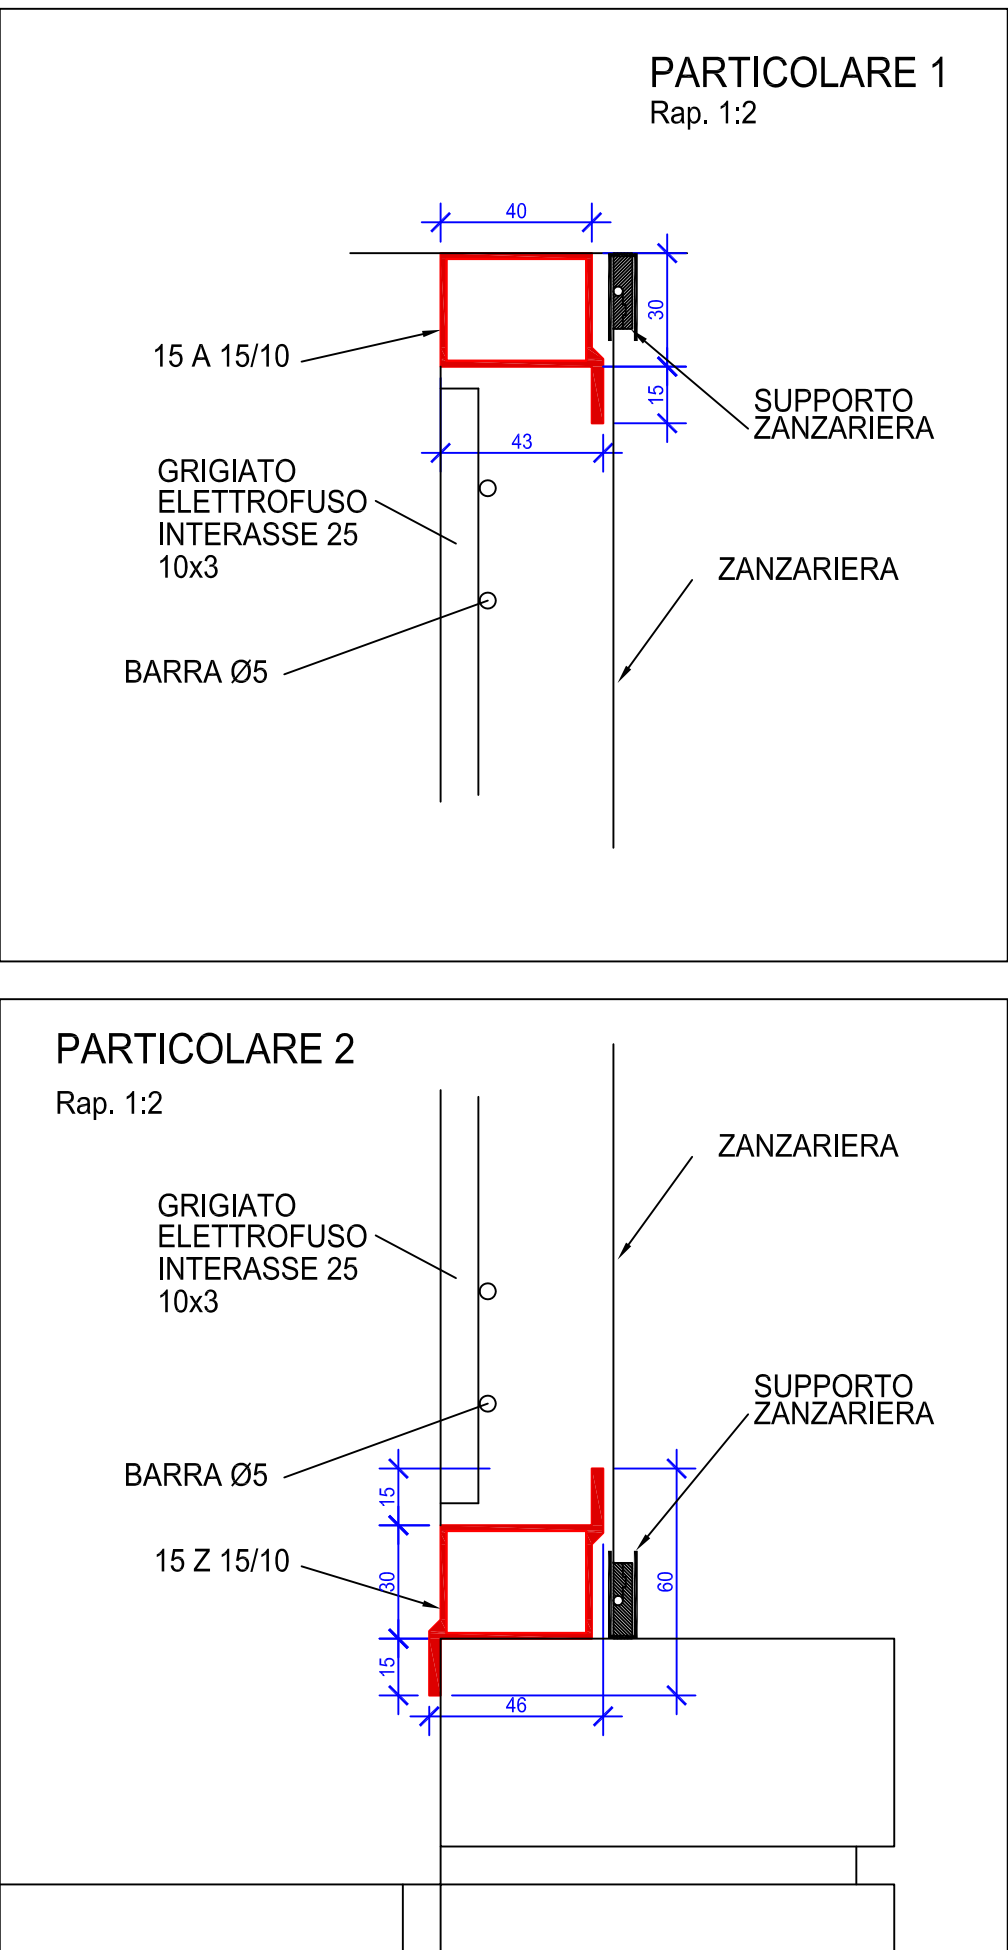 PARTICOLARE 1
Rap. 1:2
40
30
15 A 15/10
15
SUPPORTO
ZANZARIERA
43
GRIGIATO
ELETTROFUSO
INTERASSE 25
10x3
ZANZARIERA
BARRA Ø5
PARTICOLARE 2
Rap. 1:2
ZANZARIERA
GRIGIATO
ELETTROFUSO
INTERASSE 25
10x3
SUPPORTO
ZANZARIERA
BARRA Ø5
15
15 Z 15/10
30
60
15
46